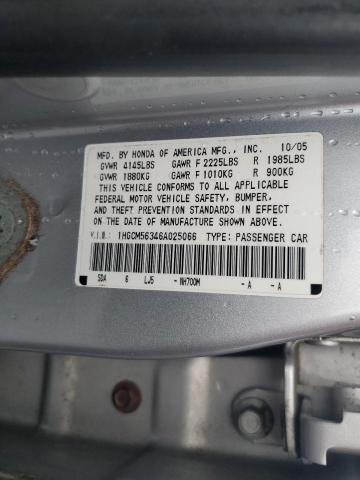 MFD. BY HONDA OF AMERICA MFG., INC. 10/05
GVWR 4145LBS GAWR F 2225LBS R 1985LBS
GVWR 1880KG GAWR F 1010KG R 900KG
THIS VEHICLE CONFORMS TO ALL APPLICABLE
FEDERAL MOTOR VEHICLE SAFETY, BUMPER,
AND THEFT PREVENTION STANDARDS IN EFFECT
ON THE DATE OF MANUFACTURE SHOWN ABOVE.
V.I.N.: 1HGCM56346A025066 TYPE: PASSENGER CAR
SDA 6 LJ5 - NH700M - A - A